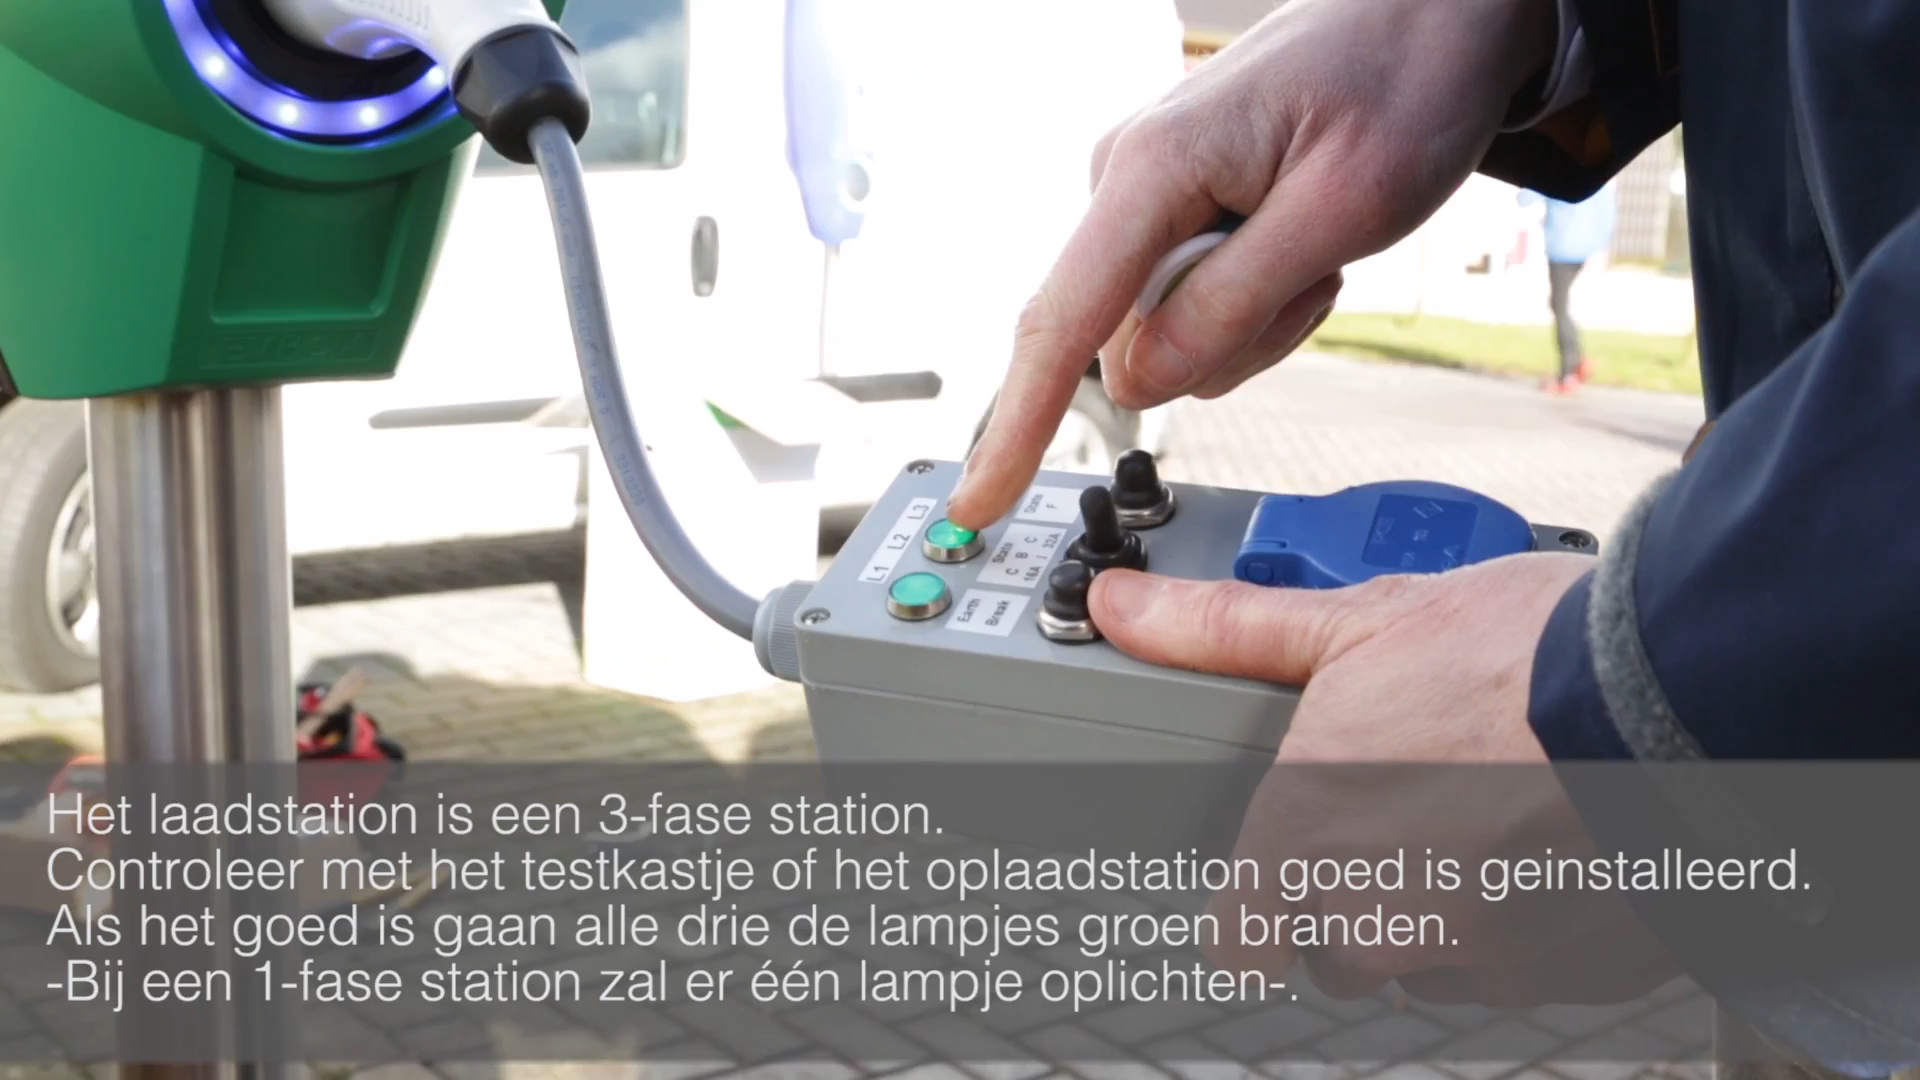 L1 L2 L3
State F
State
C B C
16A / 32A
Earth Break
Het laadstation is een 3-fase station.
Controleer met het testkastje of het oplaadstation goed is geinstalleerd.
Als het goed is gaan alle drie de lampjes groen branden.
-Bij een 1-fase station zal er één lampje oplichten-.